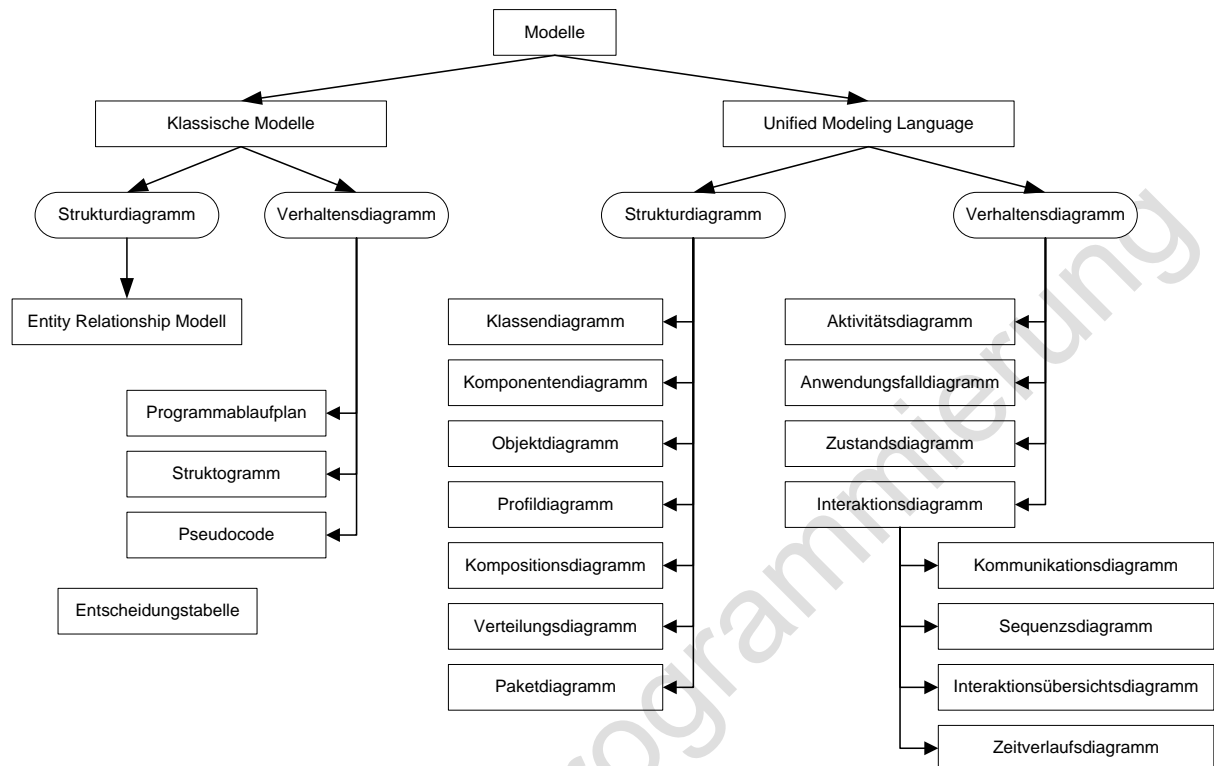 Modelle
Klassische Modelle
Unified Modeling Language
Strukturdiagramm
Verhaltensdiagramm
Strukturdiagramm
Verhaltensdiagramm
Entity Relationship Modell
Programmablaufplan
Struktogramm
Pseudocode
Entscheidungstabelle
Klassendiagramm
Komponentendiagramm
Objektdiagramm
Profildiagramm
Kompositionsdiagramm
Verteilungsdiagramm
Paketdiagramm
Aktivitätsdiagramm
Anwendungsfalldiagramm
Zustandsdiagramm
Interaktionsdiagramm
Kommunikationsdiagramm
Sequenzsdiagramm
Interaktionsübersichtsdiagramm
Zeitverlaufsdiagramm